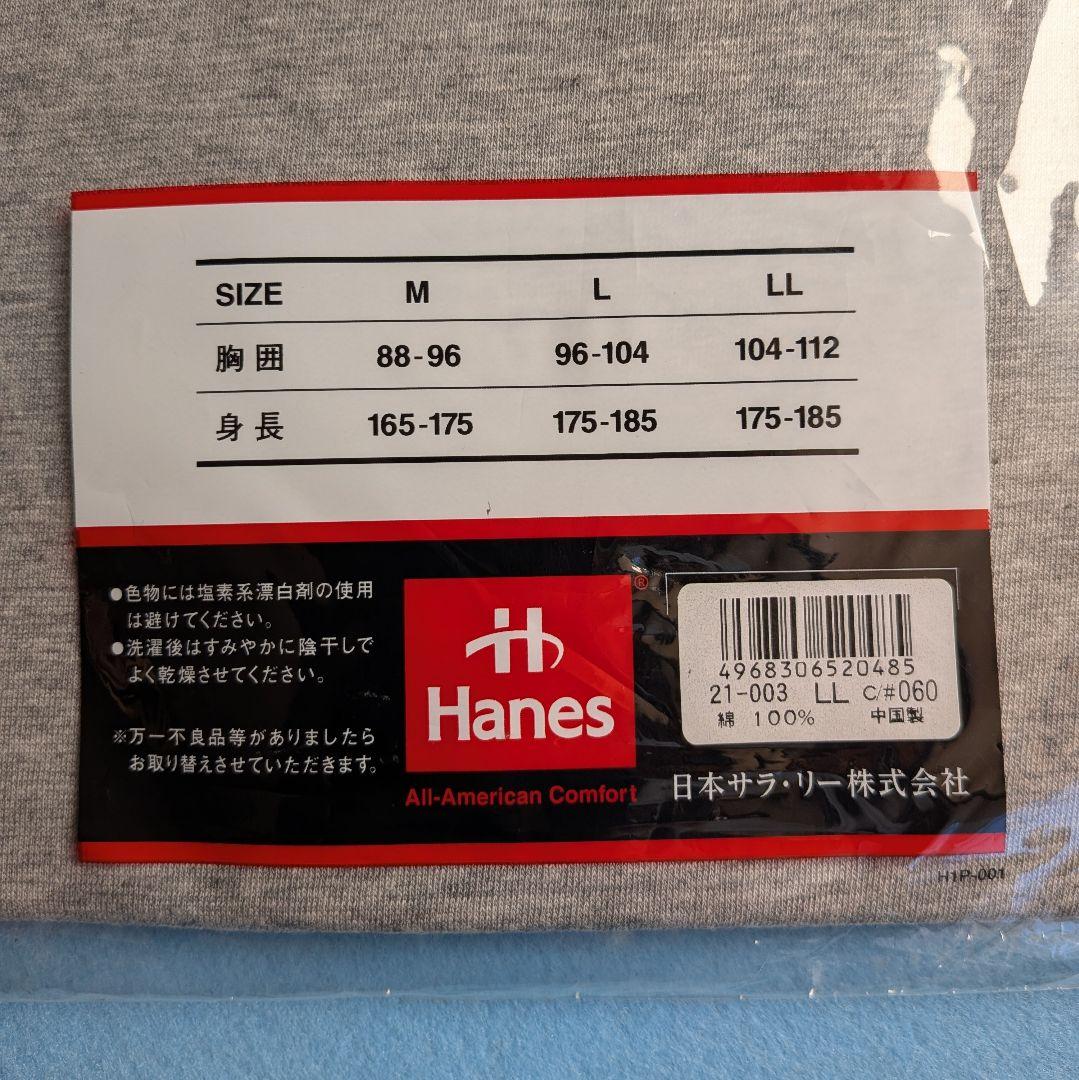 SIZE M L LL
胸囲 88-96 96-104 104-112
身長 165-175 175-185 175-185
●色物には塩素系漂白剤の使用
は避けてください。
●洗濯後はすみやかに陰干しで
よく乾燥させてください。
※万一不良品等がありましたら
お取り替えさせていただきます。
H
®
Hanes
All-American Comfort
4968306520485
21-003 LL C/#060
綿 100% 中国製
日本サラ・リー株式会社
H1P-001